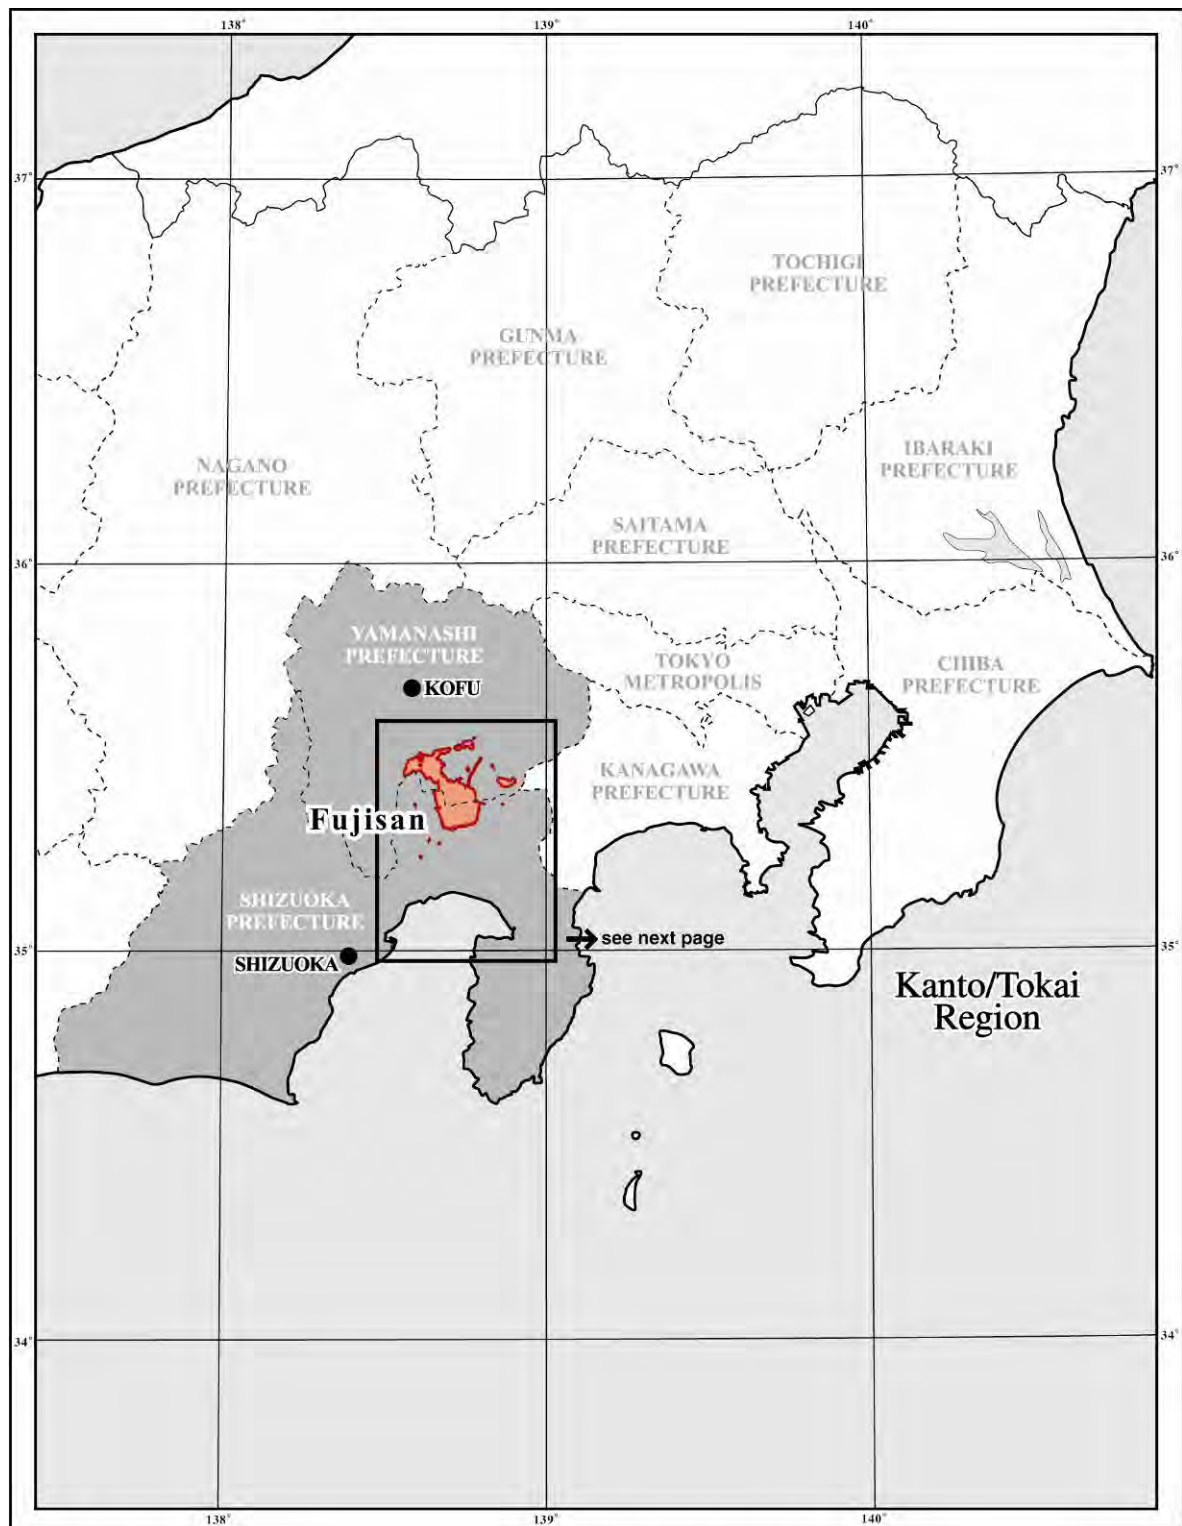 138°
139°
140°
37°
37°
TOCHIGI
PREFECTURE
GUNMA
PREFECTURE
IBARAKI
PREFECTURE
NAGANO
PREFECTURE
SAITAMA
PREFECTURE
36°
36°
YAMANASHI
PREFECTURE
TOKYO
METROPOLIS
CHIBA
PREFECTURE
KOFU
KANAGAWA
PREFECTURE
Fujisan
SHIZUOKA
PREFECTURE
see next page
35°
35°
SHIZUOKA
Kanto/Tokai
Region
34°
34°
138°
139°
140°